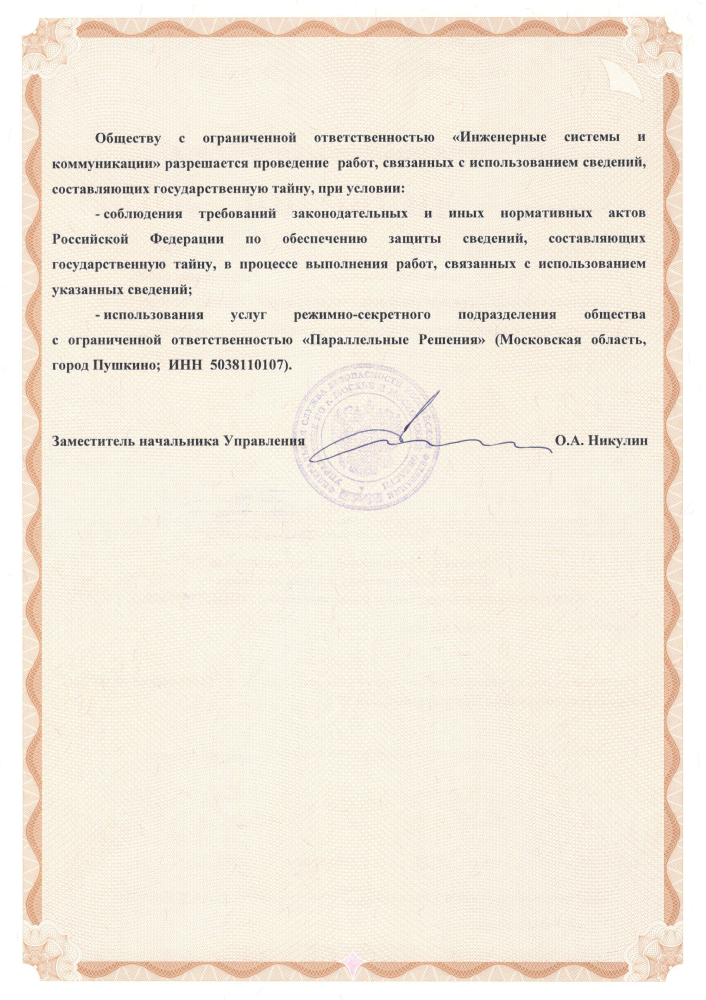 Обществу с ограниченной ответственностью «Инженерные системы и
коммуникации» разрешается проведение работ, связанных с использованием сведений,
составляющих государственную тайну, при условии:
- соблюдения требований законодательных и иных нормативных актов
Российской Федерации по обеспечению защиты сведений, составляющих
государственную тайну, в процессе выполнения работ, связанных с использованием
указанных сведений;
- использования услуг режимно-секретного подразделения общества
с ограниченной ответственностью «Параллельные Решения» (Московская область,
город Пушкино; ИНН 5038110107).
Заместитель начальника Управления
О.А. Никулин